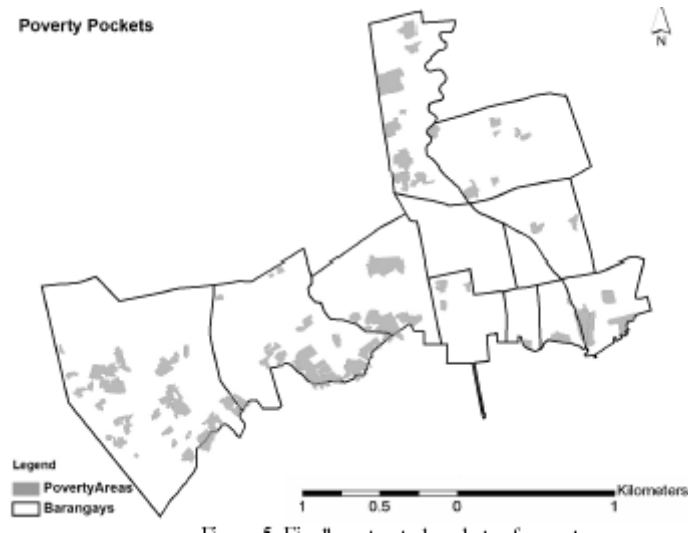 Poverty Pockets
N
Legend
PovertyAreas
Barangays
Kilometers
1 0.5 0 1